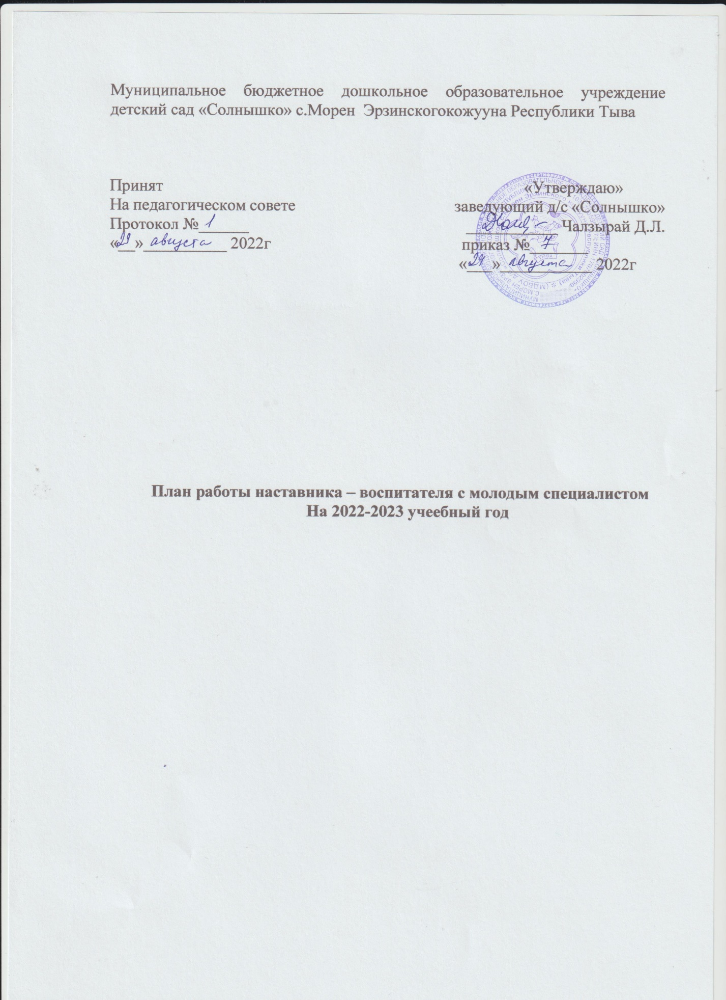 Муниципальное бюджетное дошкольное образовательное учреждение
детский сад «Солнышко» с.Морен Эрзинскогокожууна Республики Тыва
Принят
На педагогическом совете
Протокол № 1
«29» августа 2022г
«Утверждаю»
заведующий д/с «Солнышко»
Чалзырай Д.Л.
приказ № 7
«29» августа 2022г
План работы наставника – воспитателя с молодым специалистом
На 2022-2023 учеебный год